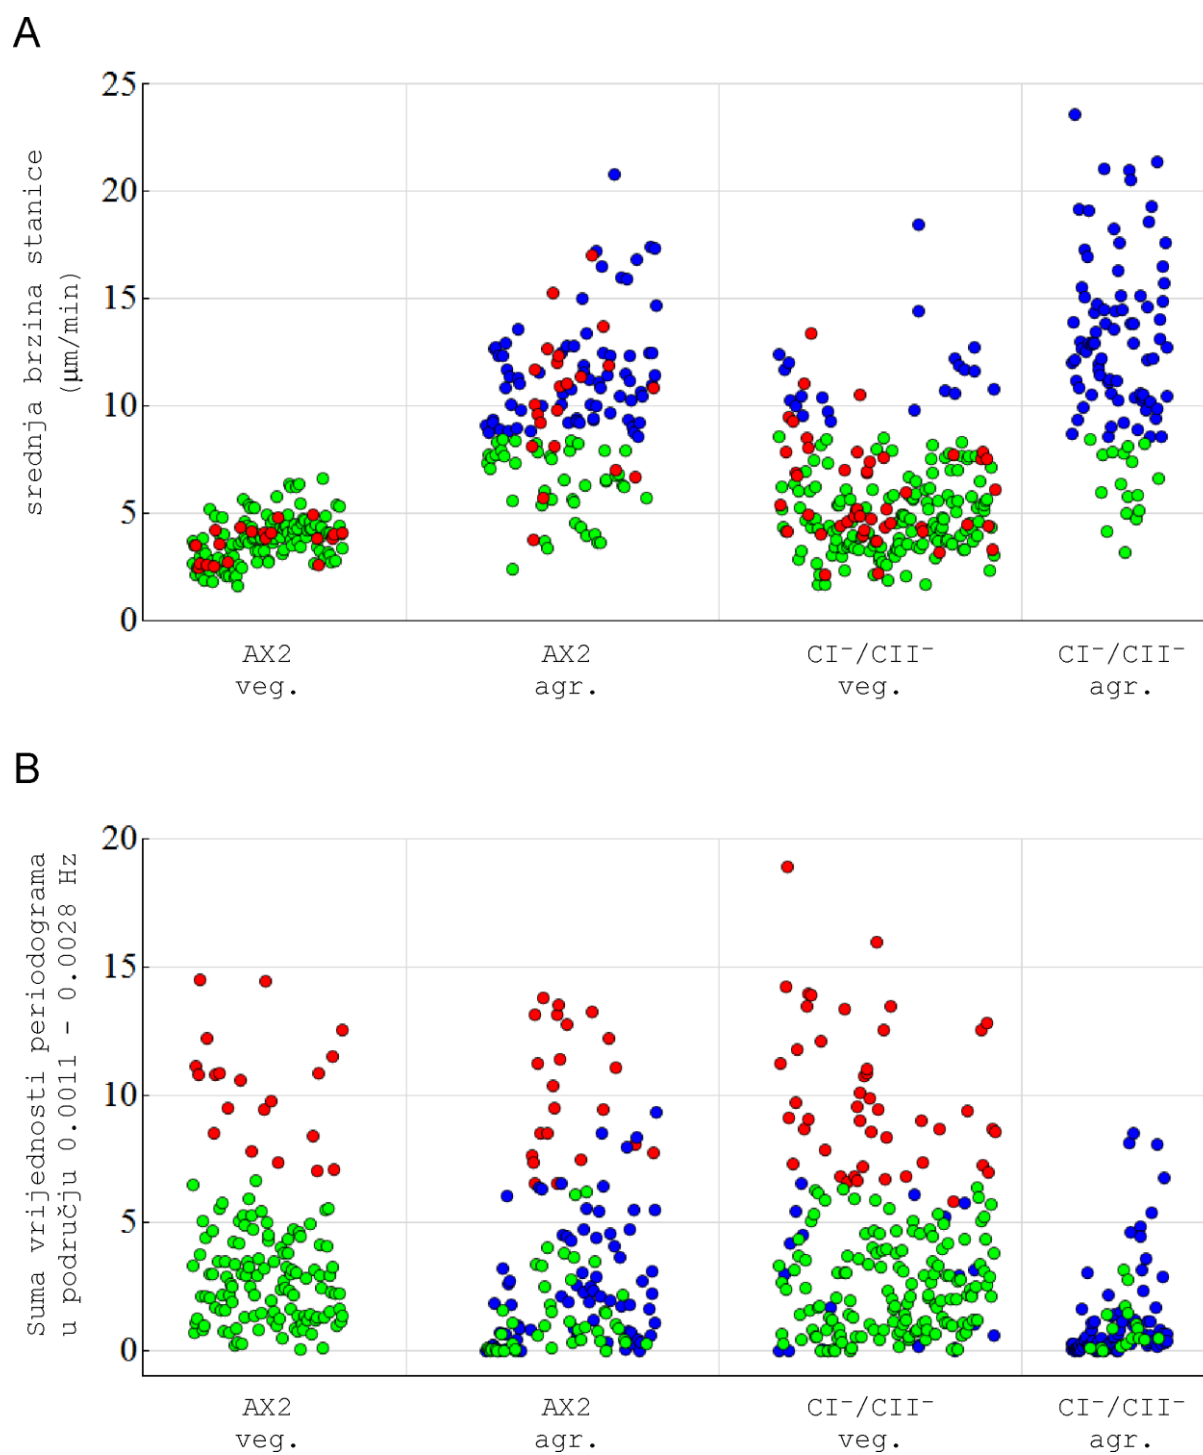 A
25
20
15
10
5
0
srednja brzina stanice
(μm/min)
AX2
veg.
AX2
agr.
CI⁻/CII⁻
veg.
CI⁻/CII⁻
agr.
B
20
15
10
5
0
Suma vrijednosti periodograma
u području 0.0011 - 0.0028 Hz
AX2
veg.
AX2
agr.
CI⁻/CII⁻
veg.
CI⁻/CII⁻
agr.